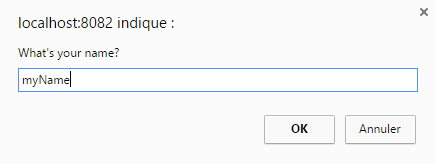 localhost:8082 indique :
What's your name?
myName
OK
Annuler